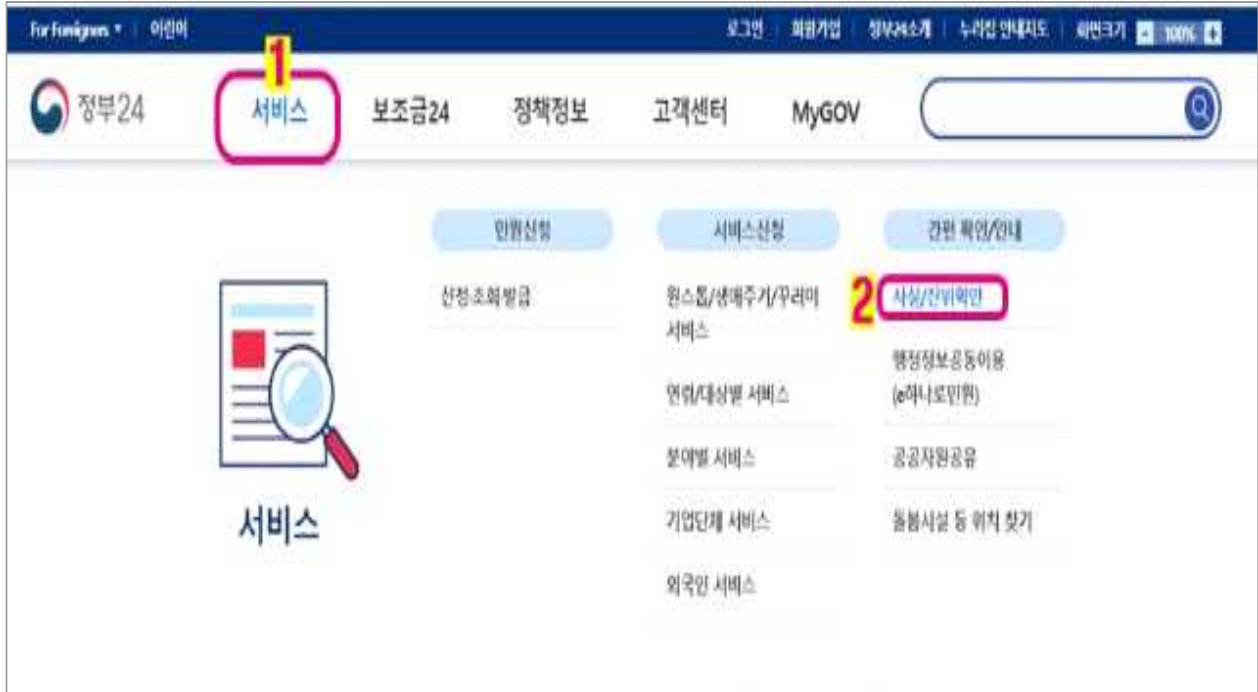 For Foreigners
어린이
로그인
회원가입
정부24소개
누리집 안내지도
화면크기
100%
1
정부24
서비스
보조금24
정책정보
고객센터
MyGOV
민원신청
서비스신청
간편 확인/안내
신청·조회·발급
원스톱/생애주기/꾸러미
서비스
2
사실/진위확인
행정정보공동이용
(e하나로민원)
연령/대상별 서비스
분야별 서비스
공공자원공유
서비스
기업단체 서비스
돌봄시설 등 위치 찾기
외국인 서비스